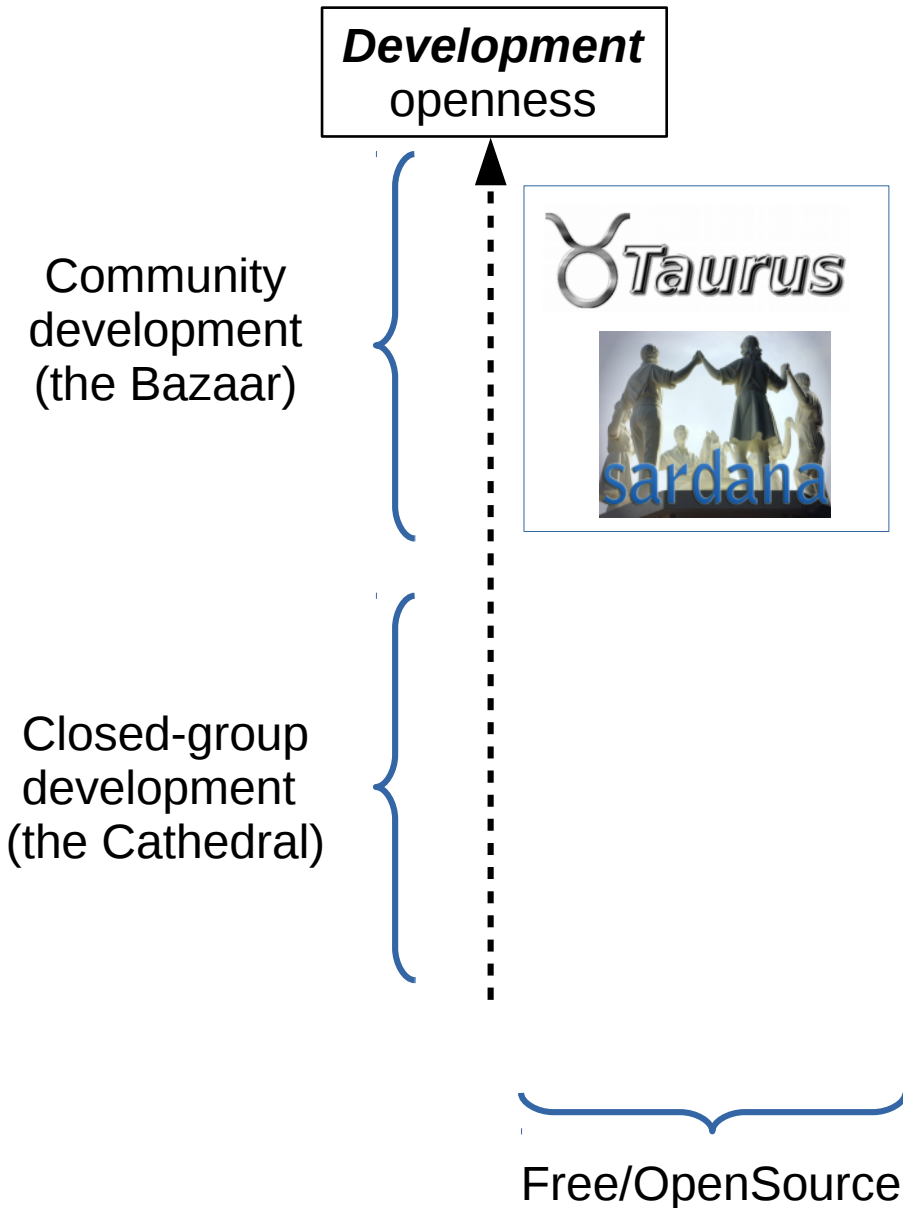 Development
openness
Community
development
(the Bazaar)
Taurus
sardana
Closed-group
development
(the Cathedral)
Free/OpenSource